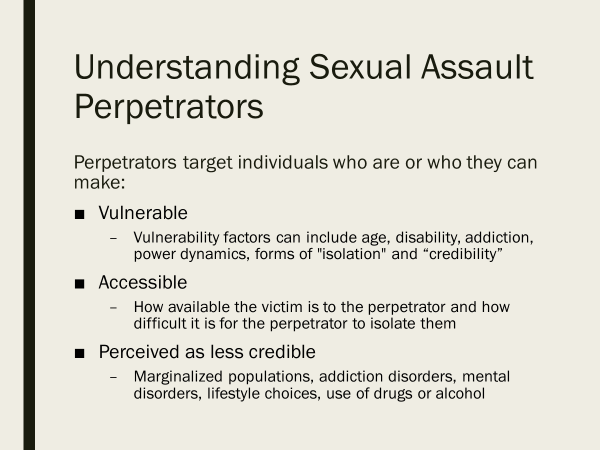 Understanding Sexual Assault
Perpetrators
Perpetrators target individuals who are or who they can
make:
■ Vulnerable
– Vulnerability factors can include age, disability, addiction,
power dynamics, forms of "isolation" and “credibility”
■ Accessible
– How available the victim is to the perpetrator and how
difficult it is for the perpetrator to isolate them
■ Perceived as less credible
– Marginalized populations, addiction disorders, mental
disorders, lifestyle choices, use of drugs or alcohol